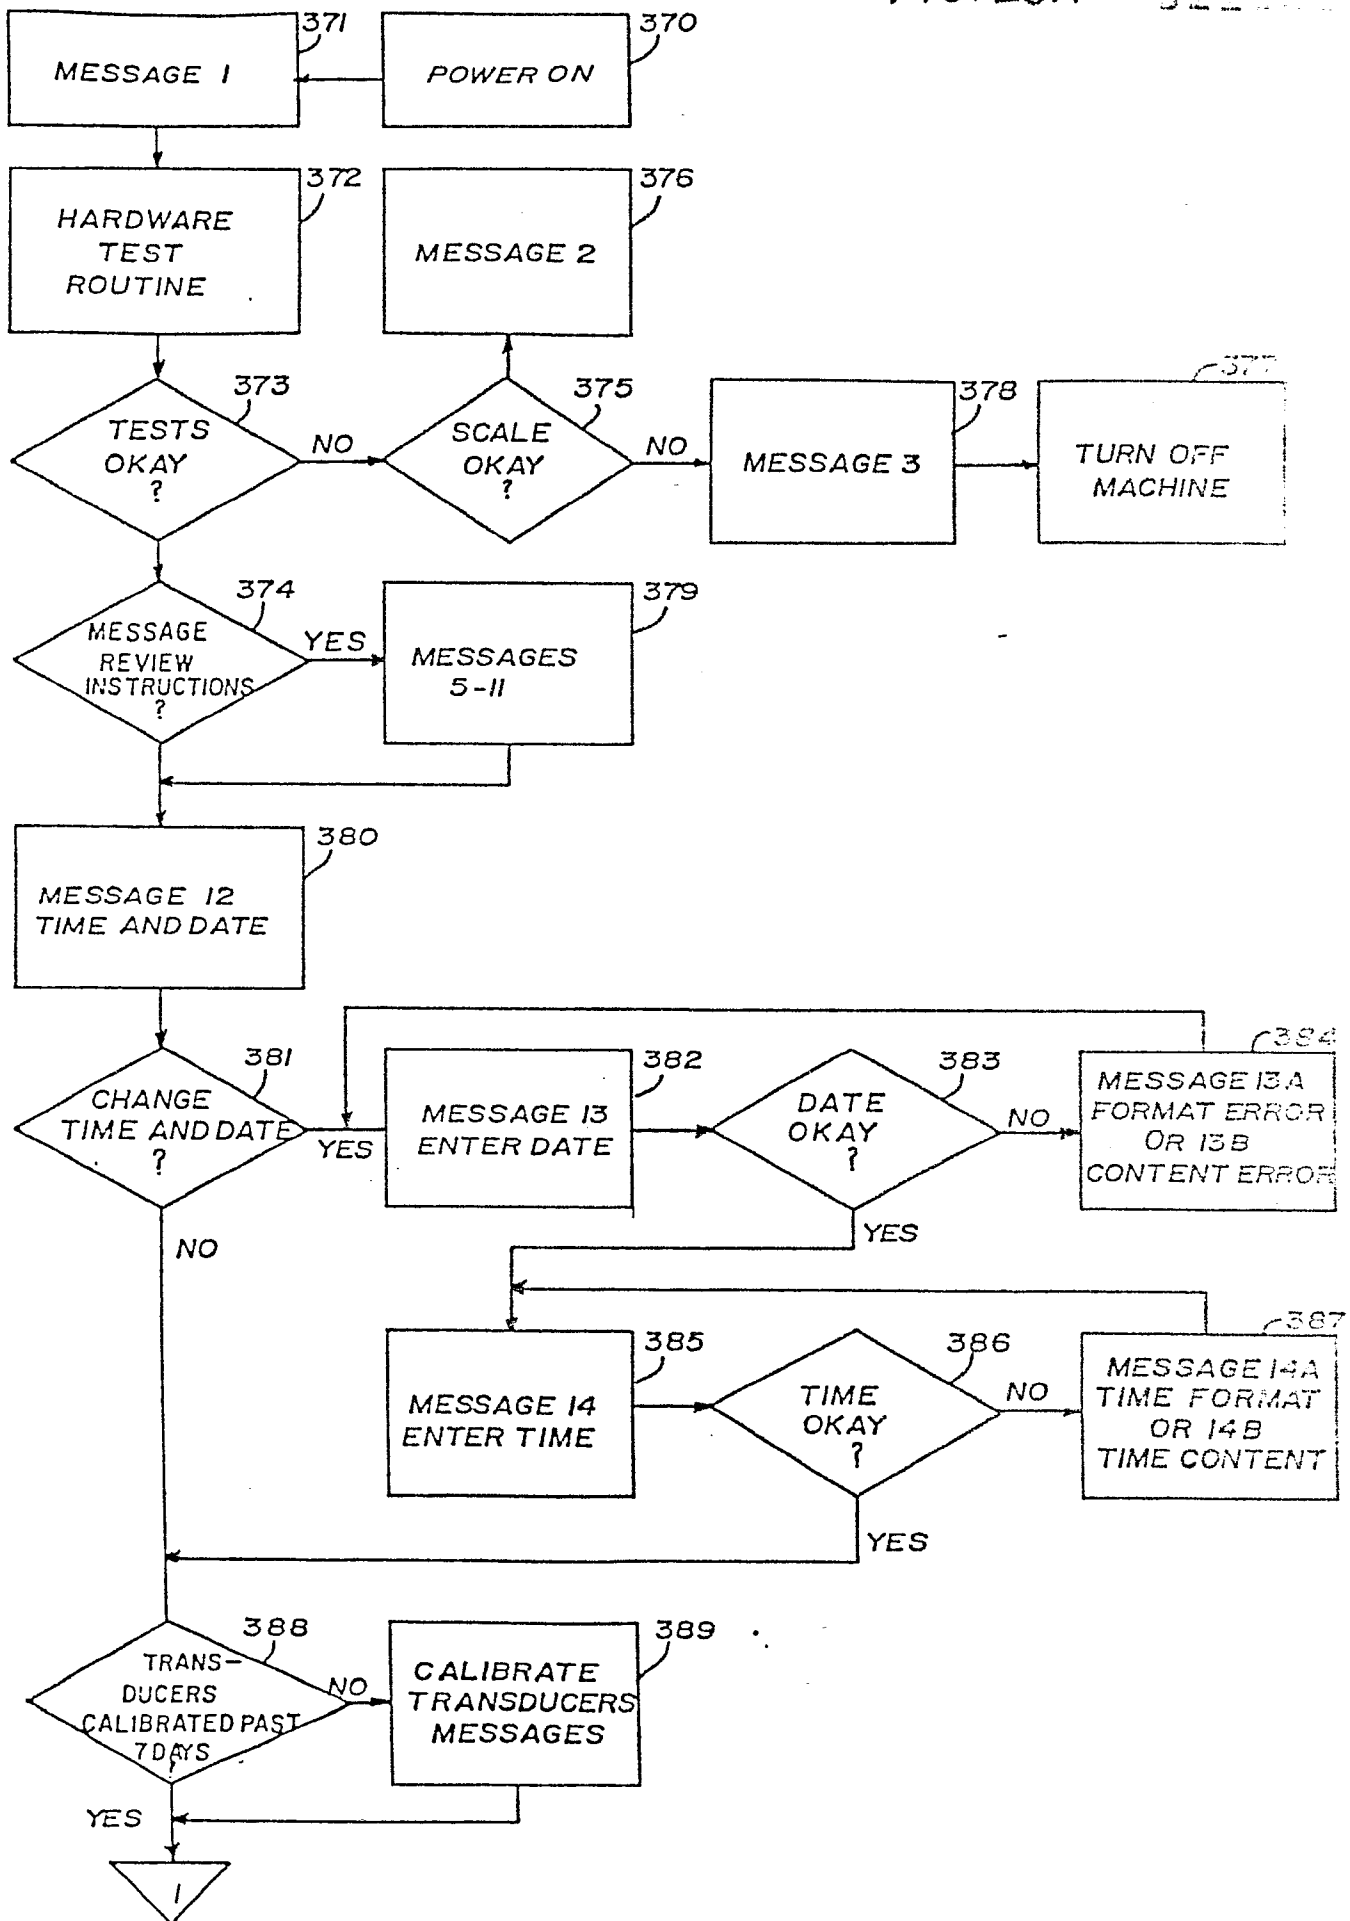 371
370
MESSAGE 1
POWER ON
372
376
HARDWARE
TEST
ROUTINE
MESSAGE 2
373
375
378
377
TESTS
OKAY
?
NO
SCALE
OKAY
?
NO
MESSAGE 3
TURN OFF
MACHINE
374
379
MESSAGE
REVIEW
INSTRUCTIONS
?
YES
MESSAGES
5-11
380
MESSAGE 12
TIME AND DATE
381
382
383
384
CHANGE
TIME AND DATE
?
YES
MESSAGE 13
ENTER DATE
DATE
OKAY
?
NO
MESSAGE 13A
FORMAT ERROR
OR 13B
CONTENT ERROR
NO
YES
385
386
387
MESSAGE 14
ENTER TIME
TIME
OKAY
?
NO
MESSAGE 14A
TIME FORMAT
OR 14B
TIME CONTENT
YES
388
389
TRANS-
DUCERS
CALIBRATED PAST
7 DAYS
?
NO
CALIBRATE
TRANSDUCERS
MESSAGES
YES
1